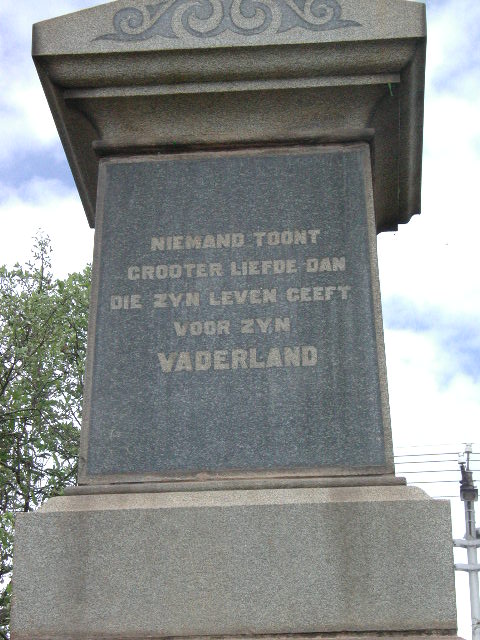 NIEMAND TOONT
GROOTER LIEFDE DAN
DIE ZYN LEVEN GEEFT
VOOR ZYN
VADERLAND